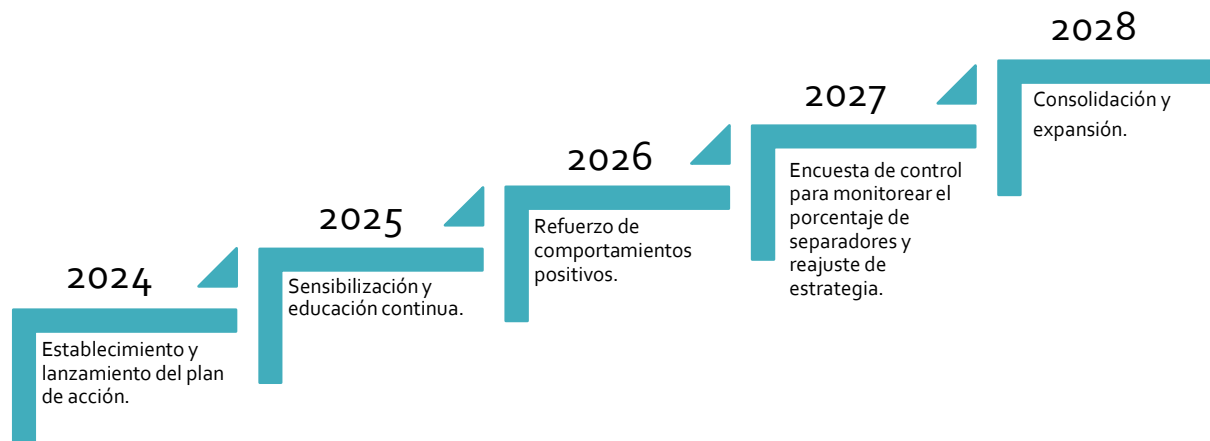 2024
Establecimiento y
lanzamiento del plan
de acción.
2025
Sensibilización y
educación continua.
2026
Refuerzo de
comportamientos
positivos.
2027
Encuesta de control
para monitorear el
porcentaje de
separadores y
reajuste de
estrategia.
2028
Consolidación y
expansión.